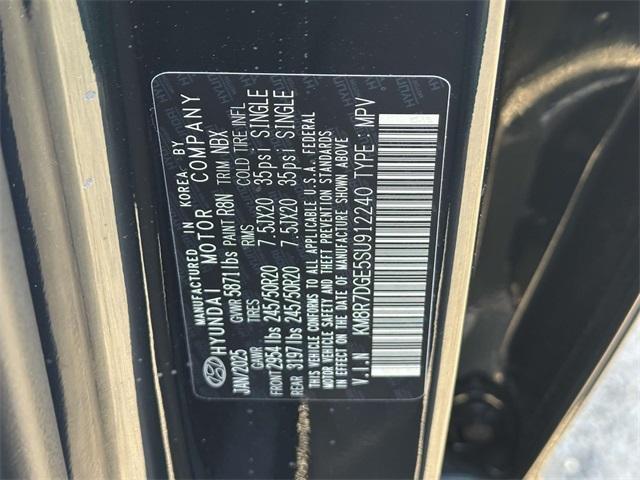 MANUFACTURED IN KOREA BY
HYUNDAI MOTOR COMPANY
JAN/2025 GVWR 5871lbs PAINT R8N TRIM NBX
GAWR TIRES RIMS COLD TIRE INFL
FRONT 2954lbs 245/50R20 7.5JX20 35psi SINGLE
REAR 3197lbs 245/50R20 7.5JX20 35psi SINGLE
THIS VEHICLE CONFORMS TO ALL APPLICABLE U.S.A. FEDERAL
MOTOR VEHICLE SAFETY AND THEFT PREVENTION STANDARDS
IN EFFECT ON THE DATE OF MANUFACTURE SHOWN ABOVE
V.I.N KM8R7DGE5SU912240 TYPE : MPV